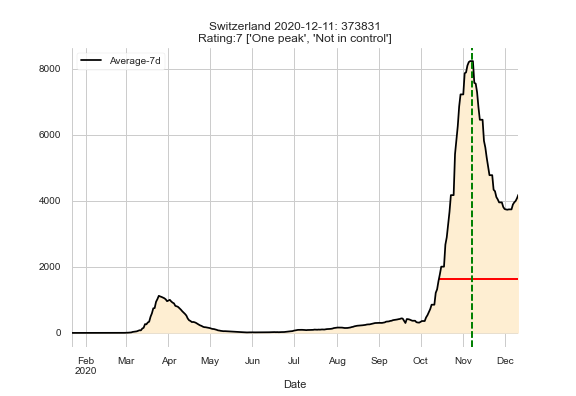 Switzerland 2020-12-11: 373831
Rating:7 ['One peak', 'Not in control']
Average-7d
8000
6000
4000
2000
0
Feb Mar Apr May Jun Jul Aug Sep Oct Nov Dec
2020
Date